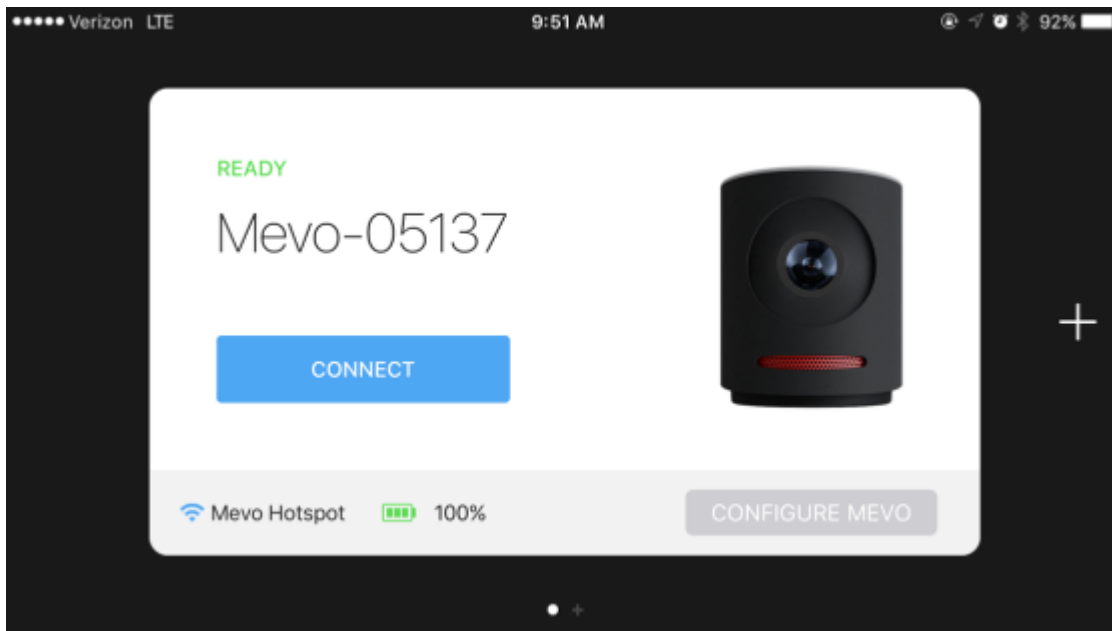 Verizon LTE 9:51 AM 92%
READY
Mevo-05137
CONNECT
Mevo Hotspot 100% CONFIGURE MEVO